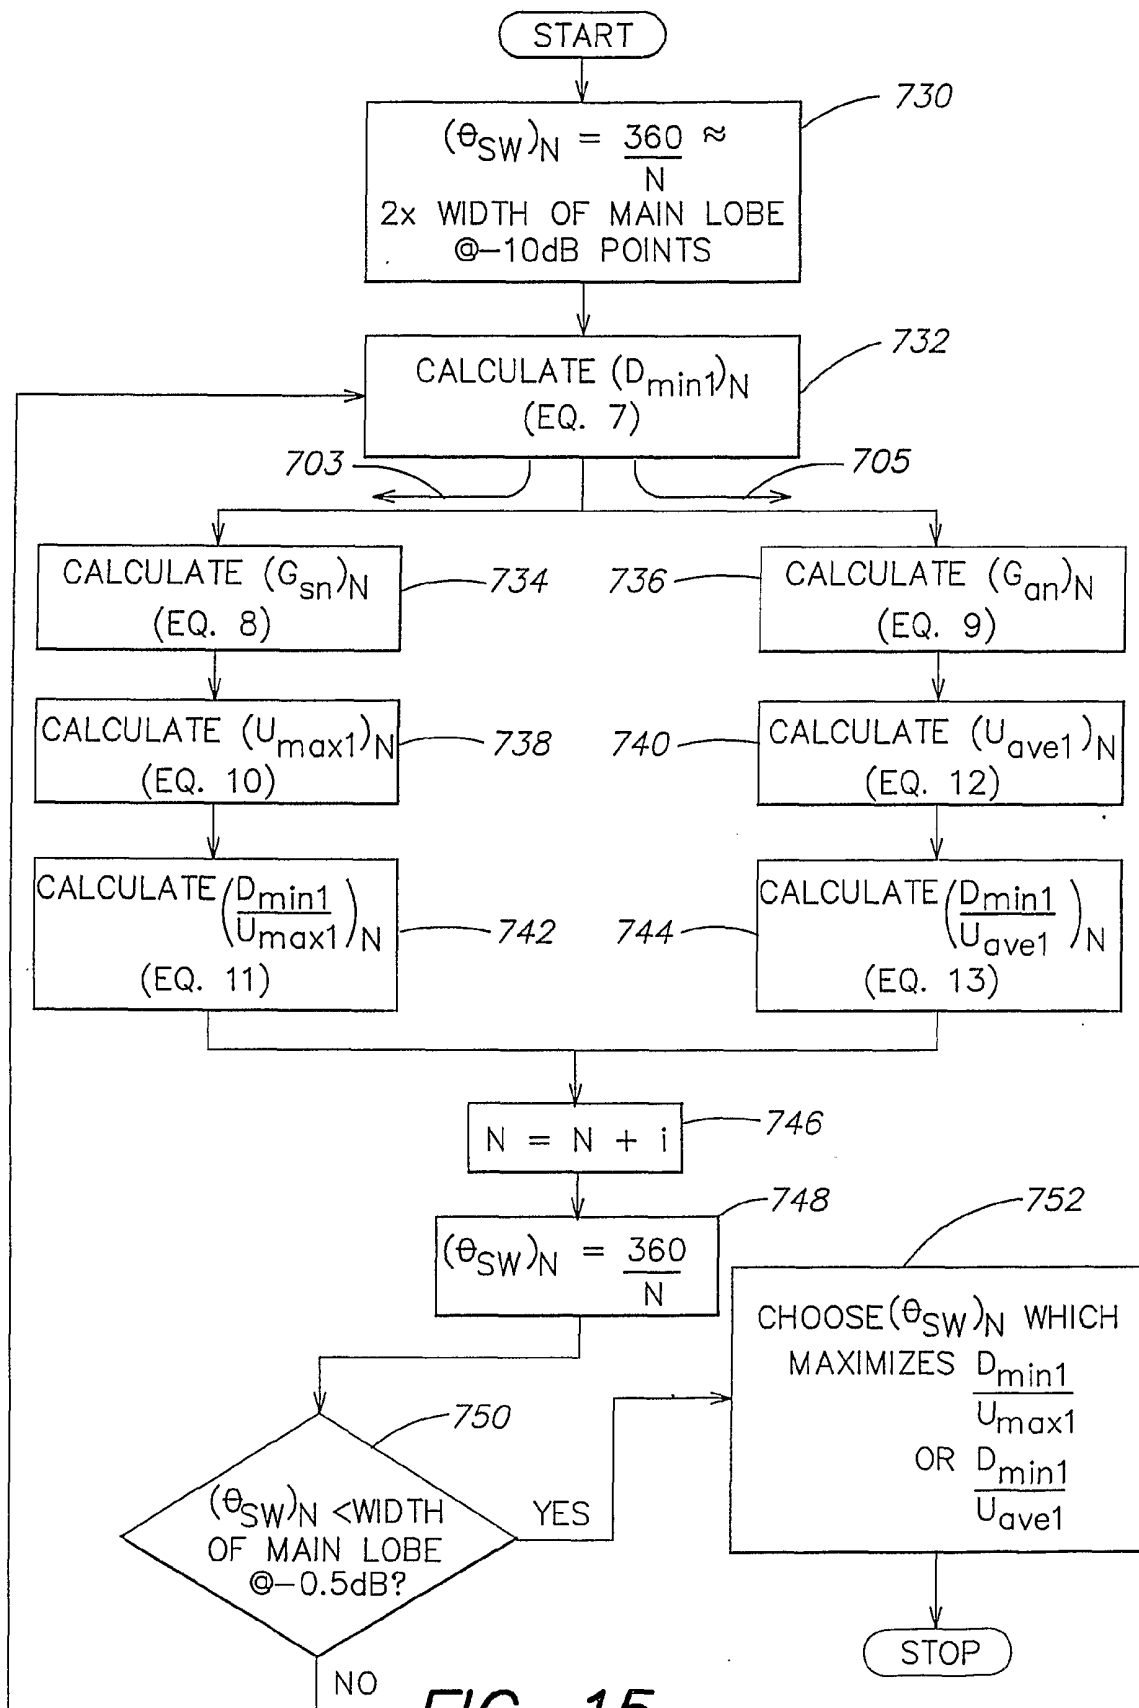 START
730
(θSW)N = 360/N ≈
2x WIDTH OF MAIN LOBE
@-10dB POINTS
732
CALCULATE (Dmin1)N
(EQ. 7)
703
705
CALCULATE (Gsn)N
(EQ. 8)
734
736
CALCULATE (Gan)N
(EQ. 9)
CALCULATE (Umax1)N
(EQ. 10)
738
740
CALCULATE (Uave1)N
(EQ. 12)
CALCULATE (Dmin1/Umax1)N
(EQ. 11)
742
744
CALCULATE (Dmin1/Uave1)N
(EQ. 13)
N = N + i
746
748
(θSW)N = 360/N
752
CHOOSE (θSW)N WHICH
MAXIMIZES Dmin1/Umax1
OR Dmin1/Uave1
750
(θSW)N <WIDTH
OF MAIN LOBE
@-0.5dB?
YES
NO
STOP
FIG. 15